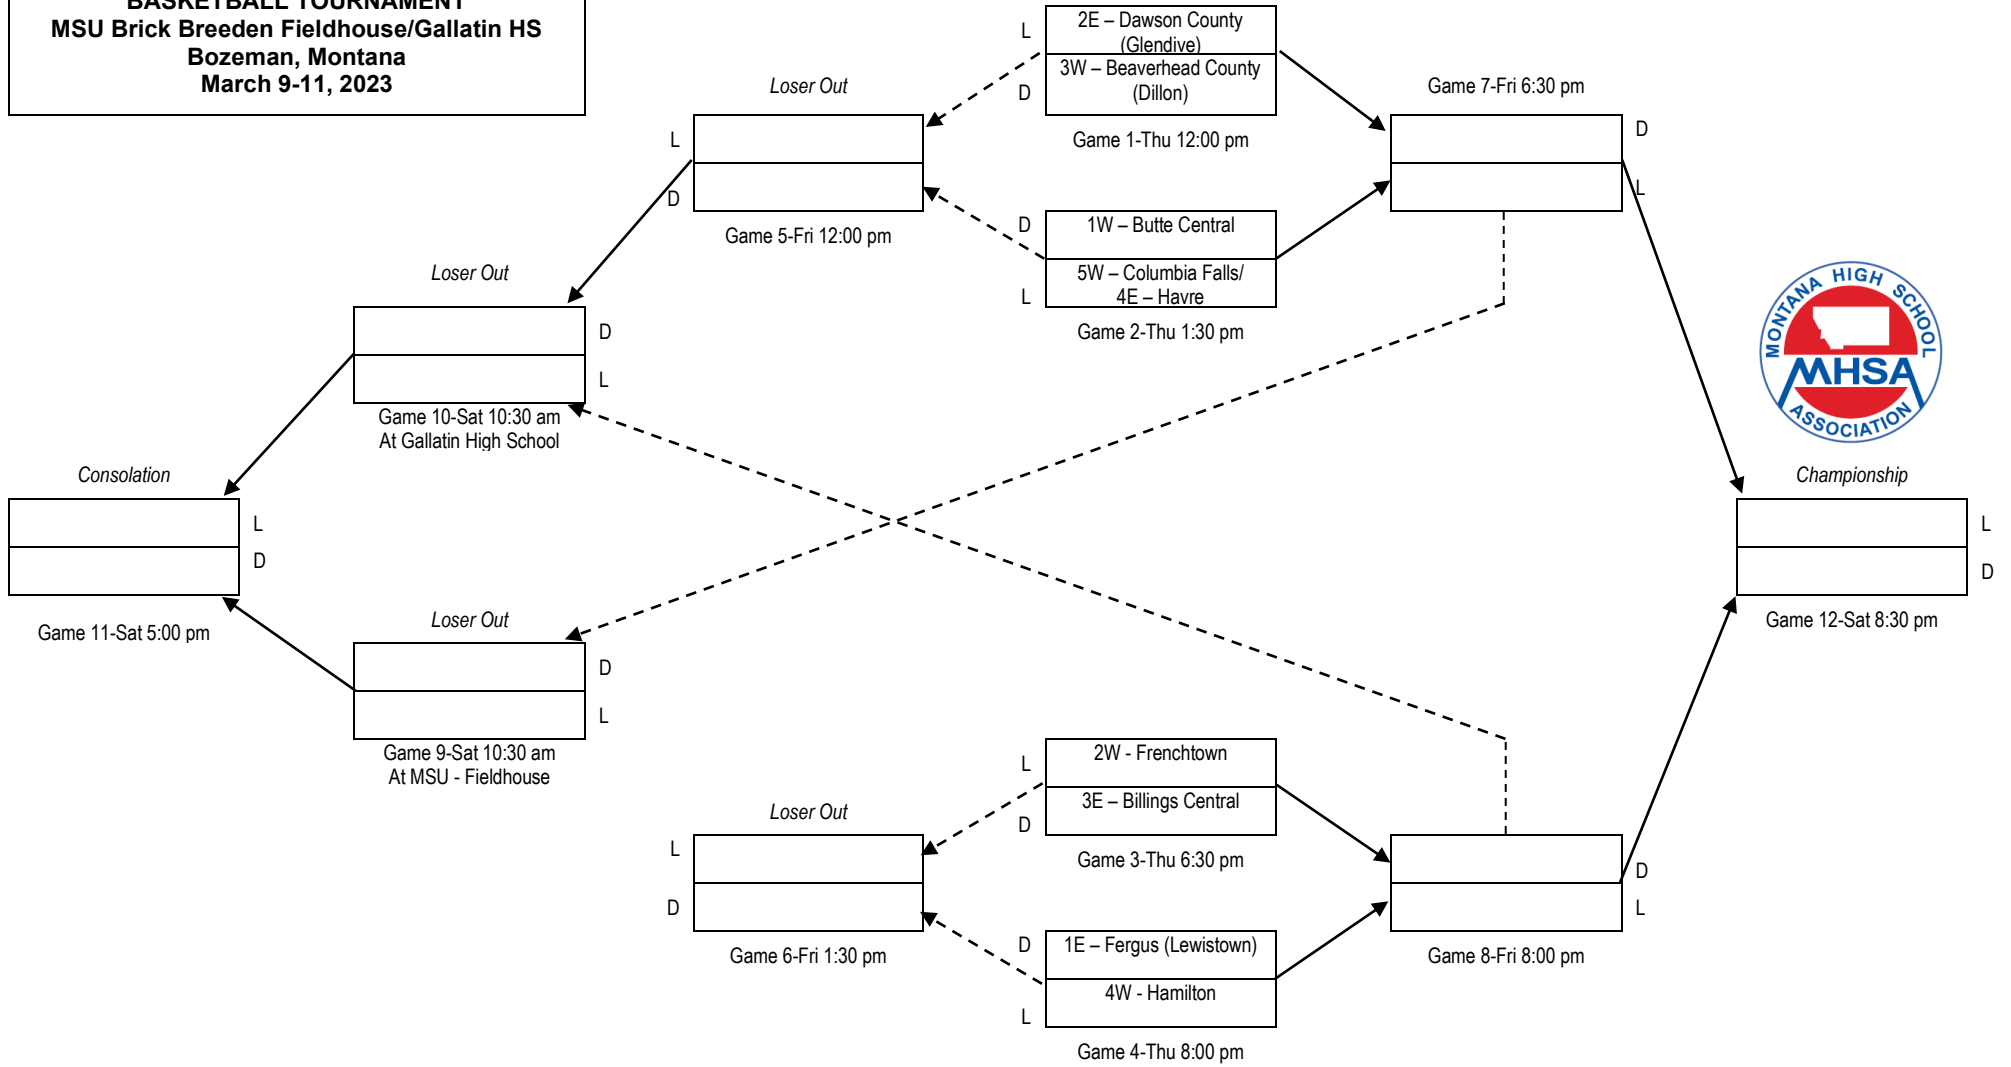 BASKETBALL TOURNAMENT
MSU Brick Breeden Fieldhouse/Gallatin HS
Bozeman, Montana
March 9-11, 2023
L
2E – Dawson County
(Glendive)
3W – Beaverhead County
(Dillon)
D
Game 1-Thu 12:00 pm
Loser Out
L
D
Game 5-Fri 12:00 pm
Game 7-Fri 6:30 pm
D
L
D
1W – Butte Central
5W – Columbia Falls/
4E – Havre
L
Game 2-Thu 1:30 pm
Loser Out
D
L
Game 10-Sat 10:30 am
At Gallatin High School
MONTANA HIGH SCHOOL
MHSA
ASSOCIATION
Consolation
L
D
Game 11-Sat 5:00 pm
Championship
L
D
Game 12-Sat 8:30 pm
Loser Out
D
L
Game 9-Sat 10:30 am
At MSU - Fieldhouse
L
2W - Frenchtown
3E – Billings Central
D
Game 3-Thu 6:30 pm
Loser Out
L
D
Game 6-Fri 1:30 pm
D
L
Game 8-Fri 8:00 pm
D
1E – Fergus (Lewistown)
4W - Hamilton
L
Game 4-Thu 8:00 pm